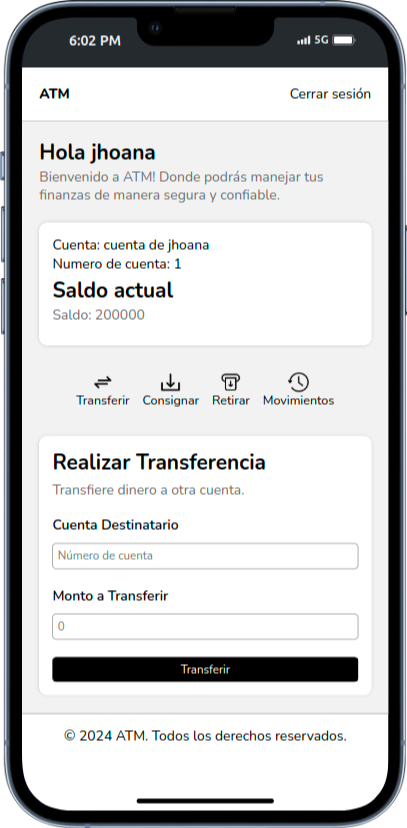 6:02 PM 5G
ATM Cerrar sesión
Hola jhoana
Bienvenido a ATM! Donde podrás manejar tus
finanzas de manera segura y confiable.
Cuenta: cuenta de jhoana
Numero de cuenta: 1
Saldo actual
Saldo: 200000
Transferir Consignar Retirar Movimientos
Realizar Transferencia
Transfiere dinero a otra cuenta.
Cuenta Destinatario
Número de cuenta
Monto a Transferir
0
Transferir
© 2024 ATM. Todos los derechos reservados.